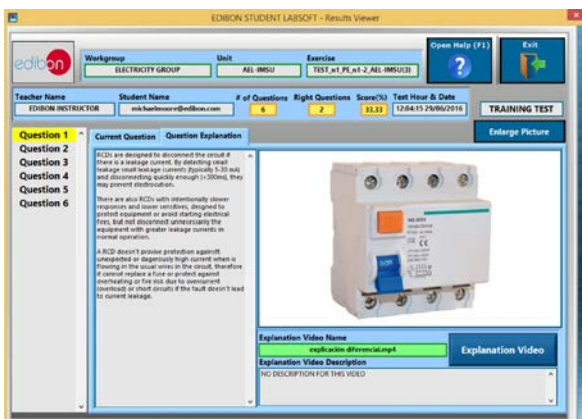 EDIBON STUDENT LABSOFT - Results Viewer
edibon
Workgroup
ELECTRICITY GROUP
Unit
AEL-IMSU
Exercise
Open Help (F1)
Exit
Teacher Name
EDIBON INSTRUCTOR
Student Name
michaelmoore@edibon.com
# of Questions
6
Right Questions
2
Score(%)
33.33
Test Hour & Date
12:04:15 29/06/2016
TRAINING TEST
Question 1
Question 2
Question 3
Question 4
Question 5
Question 6
Current Question
Question Explanation
Enlarge Picture
RCDs are designed to disconnect the circuit if
there is a leakage current. By detecting small
leakage small leakage currents (typically 5-30 mA)
and disconnecting quickly enough (<300ms), they
may prevent electrocution.
There are also RCDs with intentionally slower
responses and lower sensitives, designed to
protect equipment or avoid starting electrical
fires, but not disconnect unnecessarily the
equipment with greater leakage currents in
normal operation.
A RCD doesn't provide protection against
unexpected or dagerously high current when is
flowing in the usual wires in the circuit, therefore
it cannot replace a fuse or protect against
overheating or fire risk due to overcurrent
(overload) or short circuits if the fault doesn't lead
to current leakage.
Explanation Video Name
explicación diferencial.mp4
Explanation Video
Explanation Video Description
NO DESCRIPTION FOR THIS VIDEO